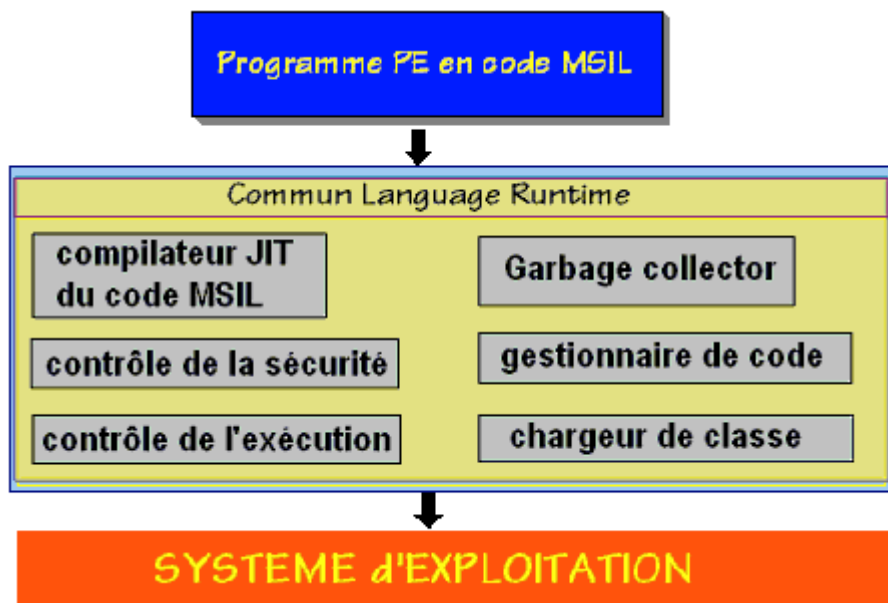 Programme PE en code MSIL
Commun Language Runtime
compilateur JIT
du code MSIL
Garbage collector
contrôle de la sécurité
gestionnaire de code
contrôle de l'exécution
chargeur de classe
SYSTEME d'EXPLOITATION